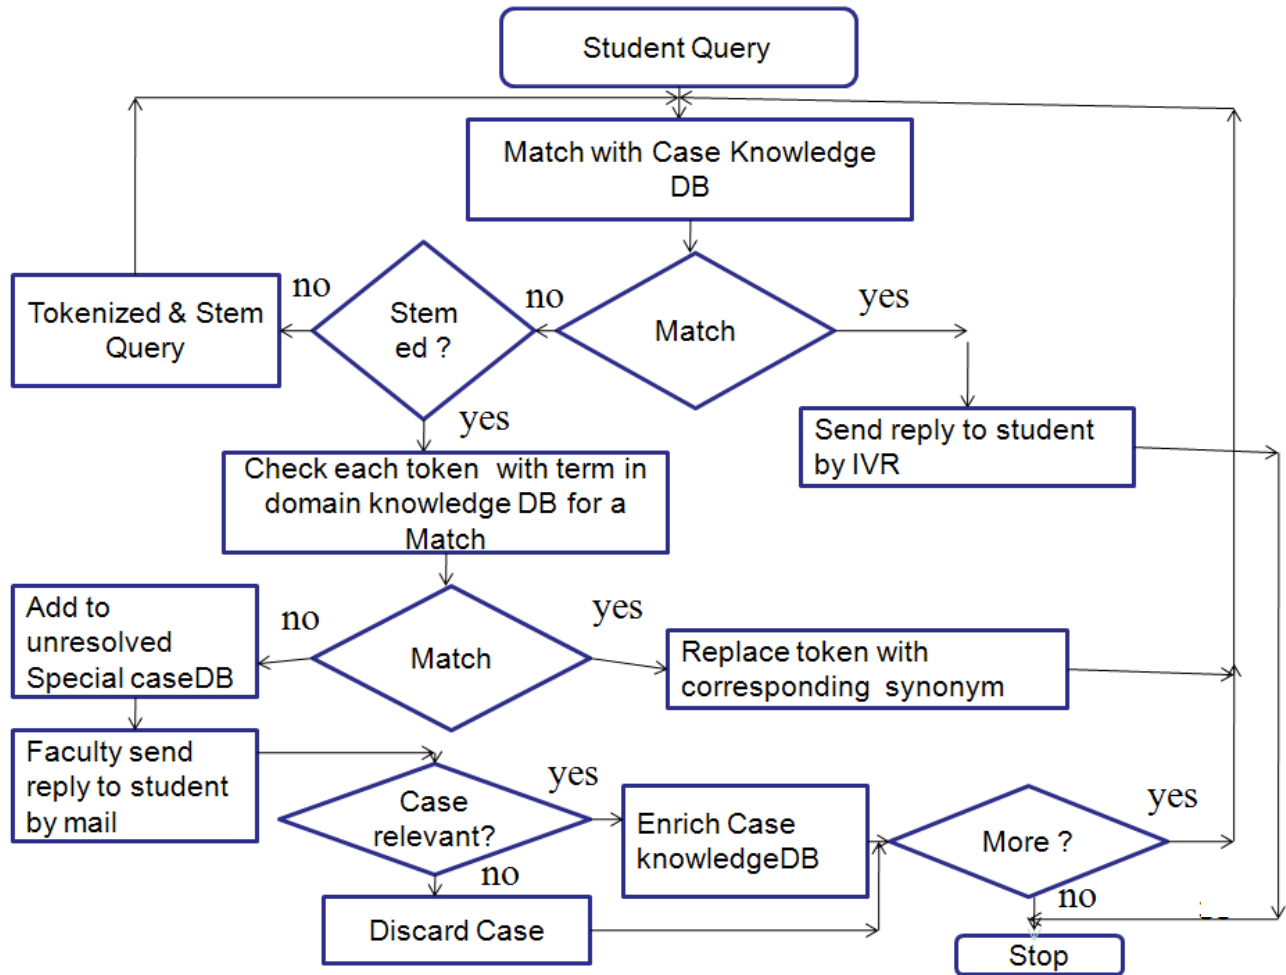 Student Query
Match with Case Knowledge
DB
no
no
yes
Tokenized & Stem
Query
Stem
ed ?
Match
yes
Send reply to student
by IVR
Check each token with term in
domain knowledge DB for a
Match
Add to
unresolved
Special caseDB
no
yes
Match
Replace token with
corresponding synonym
Faculty send
reply to student
by mail
yes
Case
relevant?
Enrich Case
knowledgeDB
More ?
yes
no
no
Discard Case
Stop